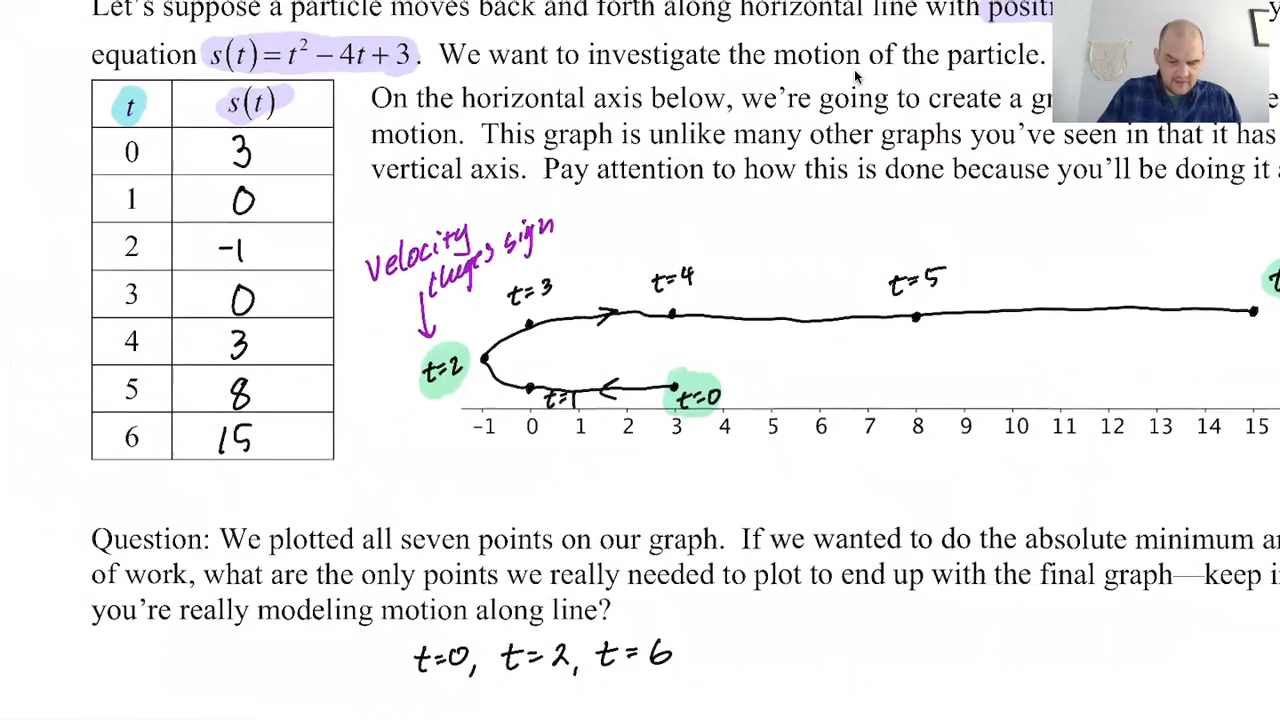 Let's suppose a particle moves back and forth along horizontal line with positi
equation s(t) = t² − 4t + 3. We want to investigate the motion of the particle.
t s(t)
0 3
1 0
2 -1
3 0
4 3
5 8
6 15
On the horizontal axis below, we're going to create a gr
motion. This graph is unlike many other graphs you've seen in that it has
vertical axis. Pay attention to how this is done because you'll be doing it a
velocity
changes sign
t=3 t=4 t=5 t
t=2
t=1 t=0
-1 0 1 2 3 4 5 6 7 8 9 10 11 12 13 14 15
Question: We plotted all seven points on our graph. If we wanted to do the absolute minimum am
of work, what are the only points we really needed to plot to end up with the final graph—keep i
you're really modeling motion along line?
t=0, t=2, t=6